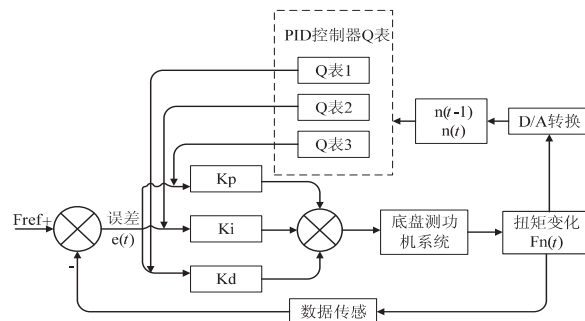 PID控制器Q表
Q表1
Q表2
Q表3
n(t-1)
n(t)
D/A转换
Kp
Ki
Kd
Fref
+
-
误差
e(t)
底盘测功
机系统
扭矩变化
Fn(t)
数据传感